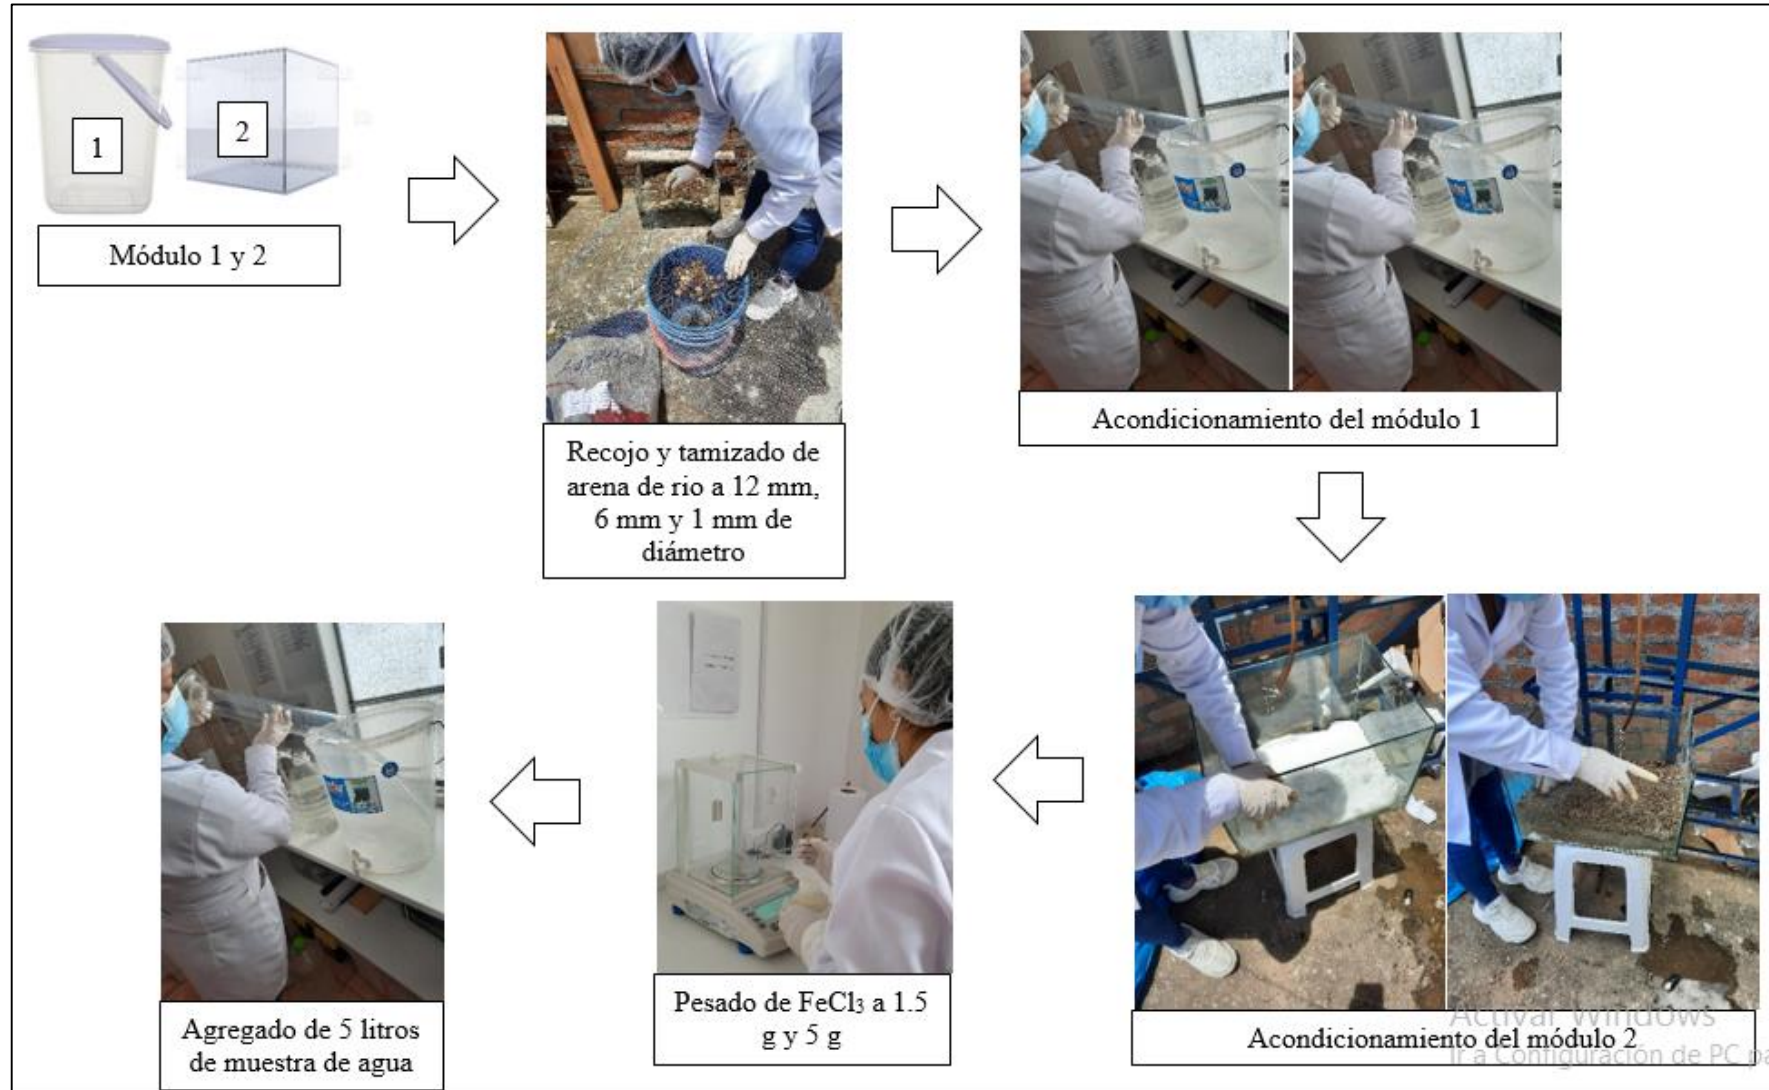 1
2
Módulo 1 y 2
Recojo y tamizado de
arena de rio a 12 mm,
6 mm y 1 mm de
diámetro
Acondicionamiento del módulo 1
Acondicionamiento del módulo 2
Pesado de FeCl₃ a 1.5
g y 5 g
Agregado de 5 litros
de muestra de agua
Activar Windows
Ir a Configuración de PC pa